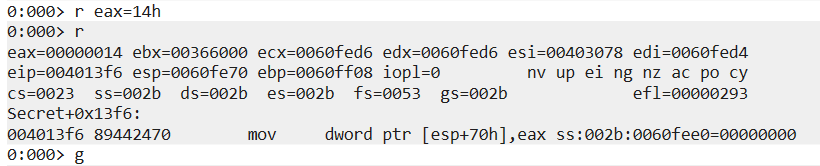 0:000> r eax=14h
0:000> r
eax=00000014 ebx=00366000 ecx=0060fed6 edx=0060fed6 esi=00403078 edi=0060fed4
eip=004013f6 esp=0060fe70 ebp=0060ff08 iopl=0         nv up ei ng nz ac po cy
cs=0023  ss=002b  ds=002b  es=002b  fs=0053  gs=002b             efl=00000293
Secret+0x13f6:
004013f6 89442470        mov     dword ptr [esp+70h],eax ss:002b:0060fee0=00000000
0:000> g